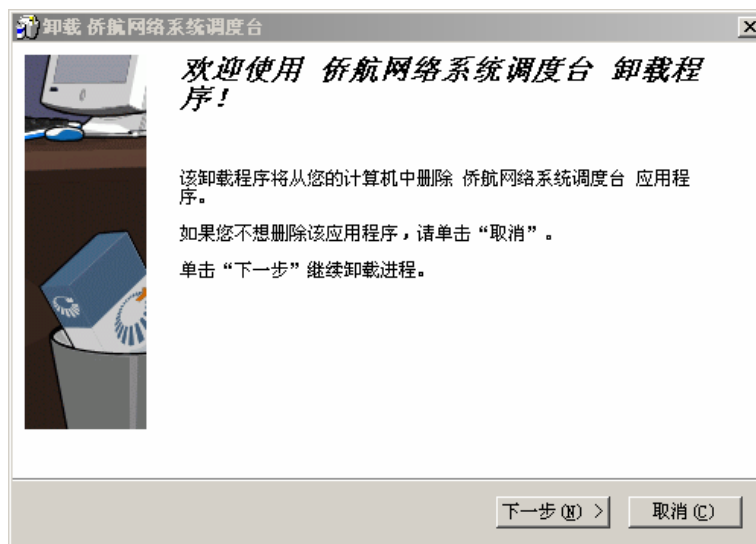 卸载 侨航网络系统调度台
欢迎使用 侨航网络系统调度台 卸载程
序!
该卸载程序将从您的计算机中删除 侨航网络系统调度台 应用程
序。
如果您不想删除该应用程序，请单击“取消”。
单击“下一步”继续卸载进程。
下一步(N) >
取消(C)